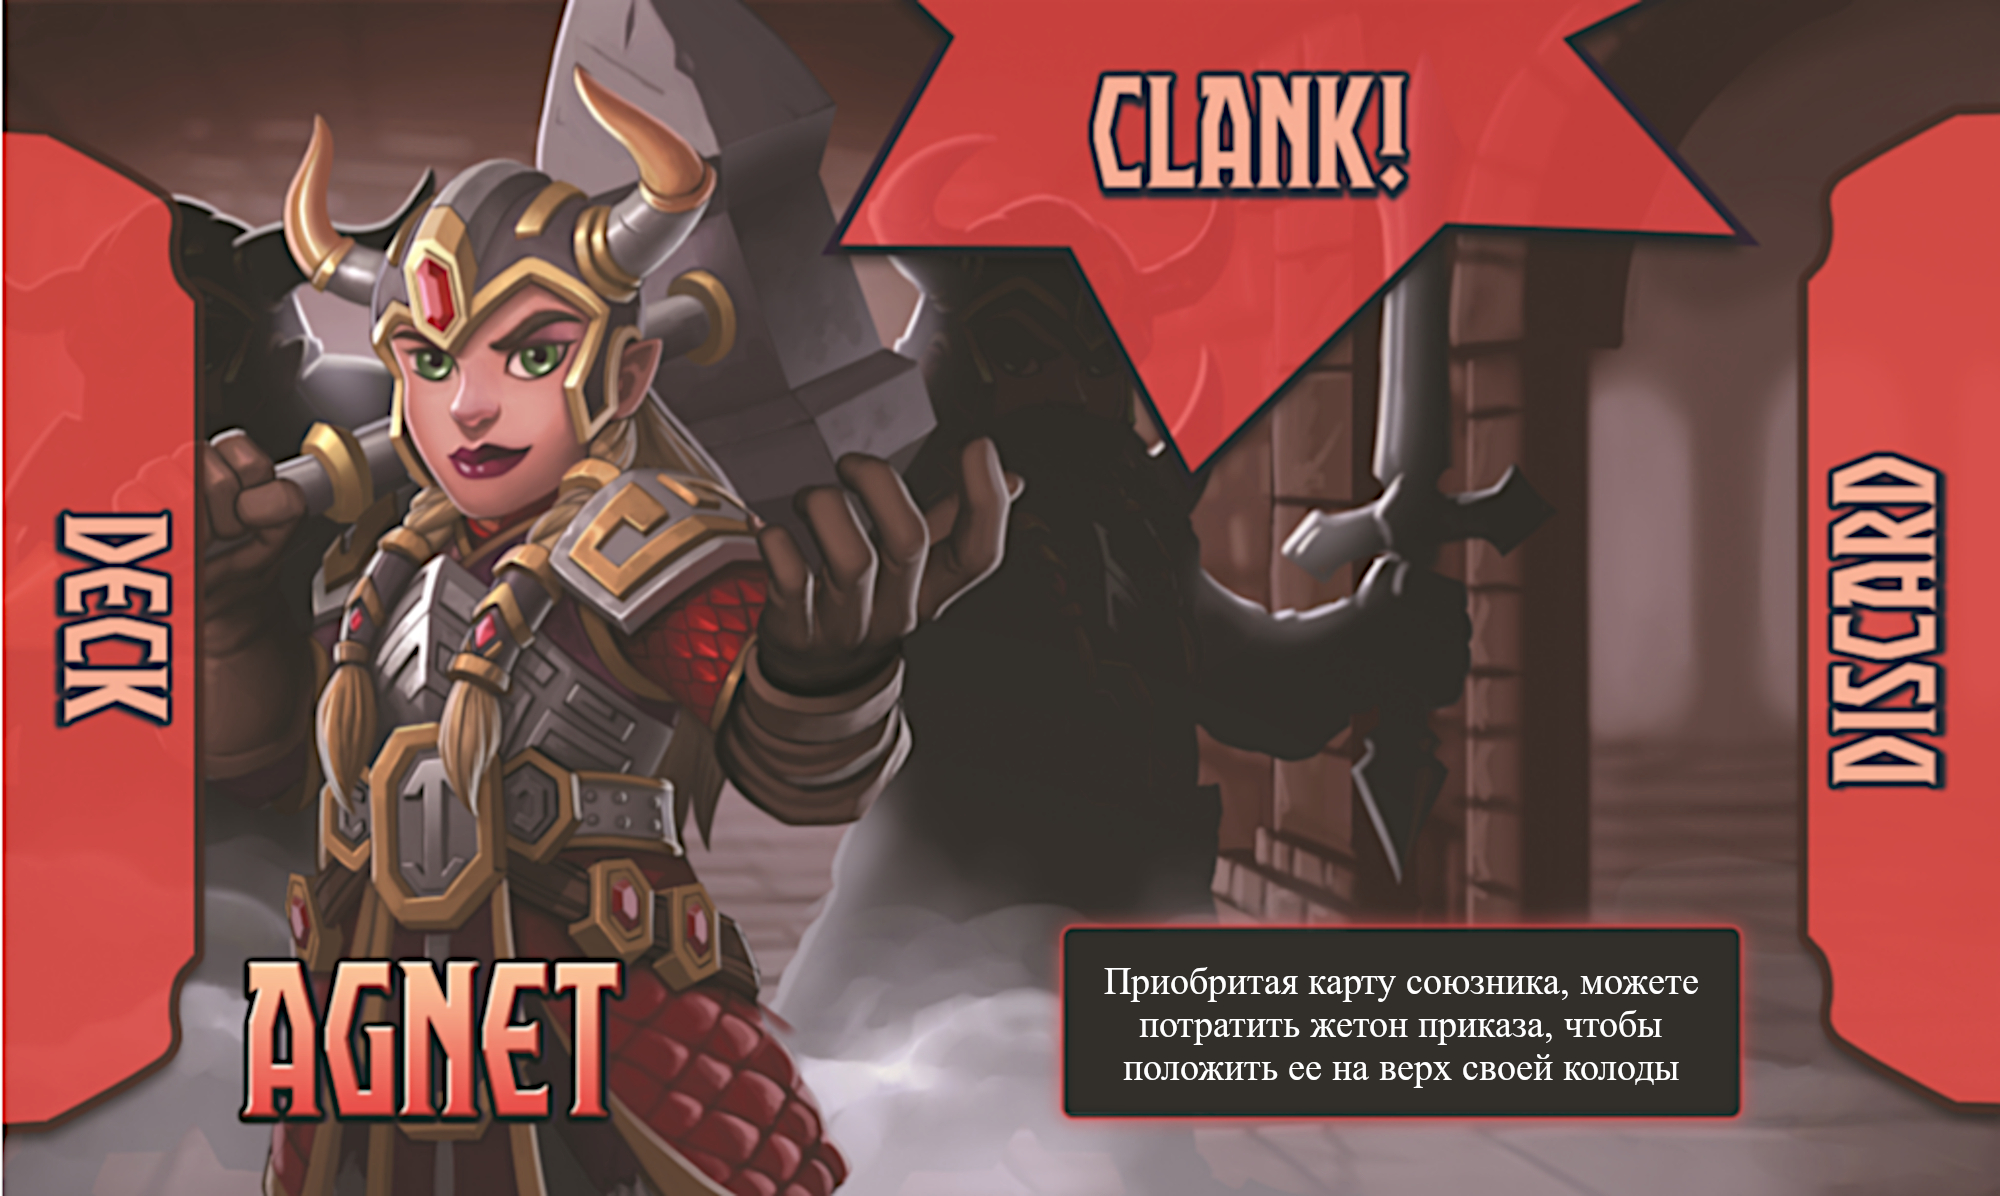 CLANK!
DECK
DISCARD
AGNET
Приобритая карту союзника, можете
потратить жетон приказа, чтобы
положить ее на верх своей колоды